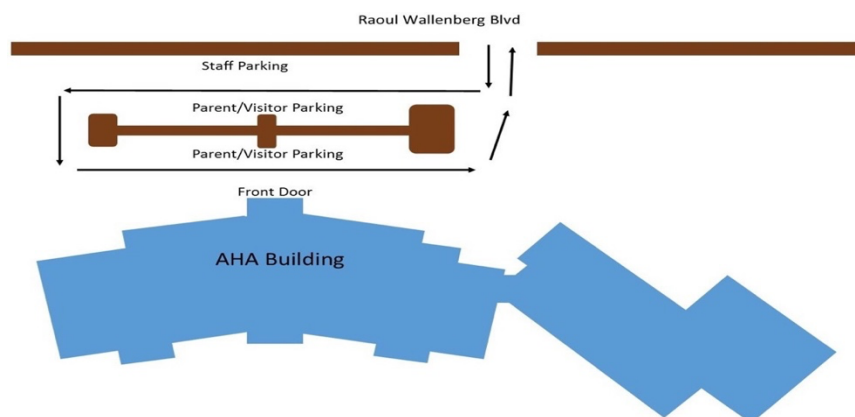 Raoul Wallenberg Blvd
Staff Parking
Parent/Visitor Parking
Parent/Visitor Parking
Front Door
AHA Building